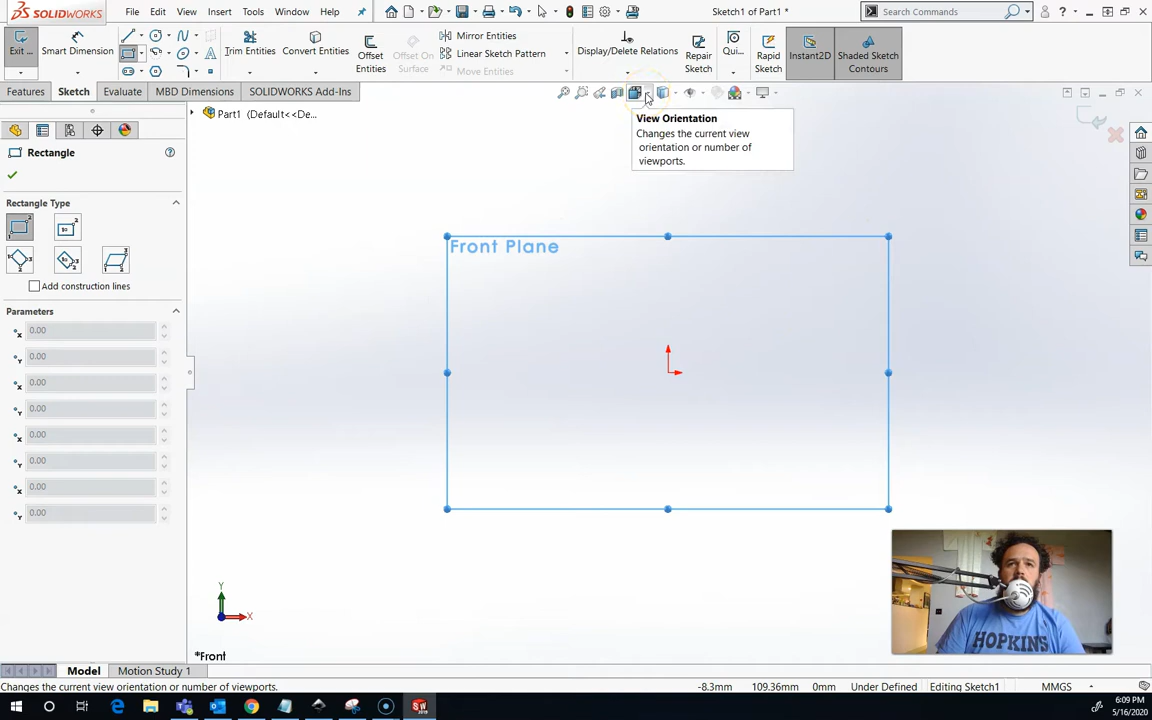 SOLIDWORKS File Edit View Insert Tools Window Help Sketch1 of Part1 * Search Commands
Exit ... Smart Dimension Trim Entities Convert Entities Offset Entities Offset On Surface Mirror Entities Linear Sketch Pattern Move Entities Display/Delete Relations Repair Sketch Qui... Rapid Sketch Instant2D Shaded Sketch Contours
Features Sketch Evaluate MBD Dimensions SOLIDWORKS Add-Ins
Part1 (Default<<De...
View Orientation
Changes the current view
orientation or number of
viewports.
Rectangle
Rectangle Type
Add construction lines
Parameters
0.00
0.00
0.00
0.00
0.00
0.00
0.00
0.00
Front Plane
Y
X
*Front
HOPKINS
Model Motion Study 1
Changes the current view orientation or number of viewports. -8.3mm 109.36mm 0mm Under Defined Editing Sketch1 MMGS
6:09 PM
5/16/2020